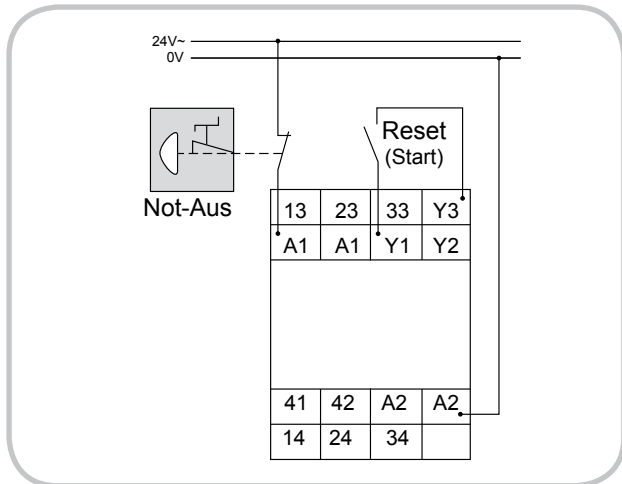 24V~
0V
Reset
(Start)
Not-Aus
13 23 33 Y3
A1 A1 Y1 Y2
41 42 A2 A2
14 24 34